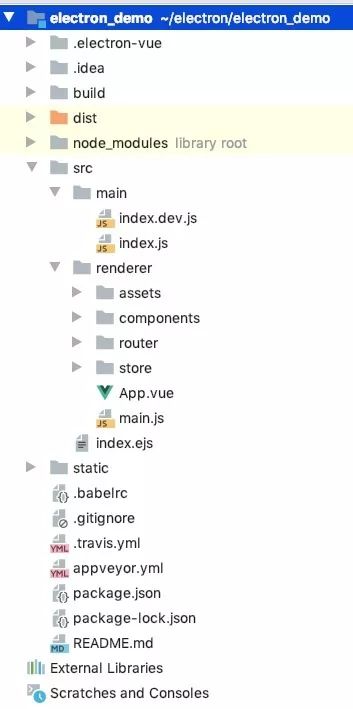 electron_demo ~/electron/electron_demo
.electron-vue
.idea
build
dist
node_modules library root
src
main
JS index.dev.js
JS index.js
renderer
assets
components
router
store
App.vue
JS main.js
index.ejs
static
{} .babelrc
.gitignore
YML .travis.yml
YML appveyor.yml
{} package.json
{} package-lock.json
MD README.md
External Libraries
Scratches and Consoles